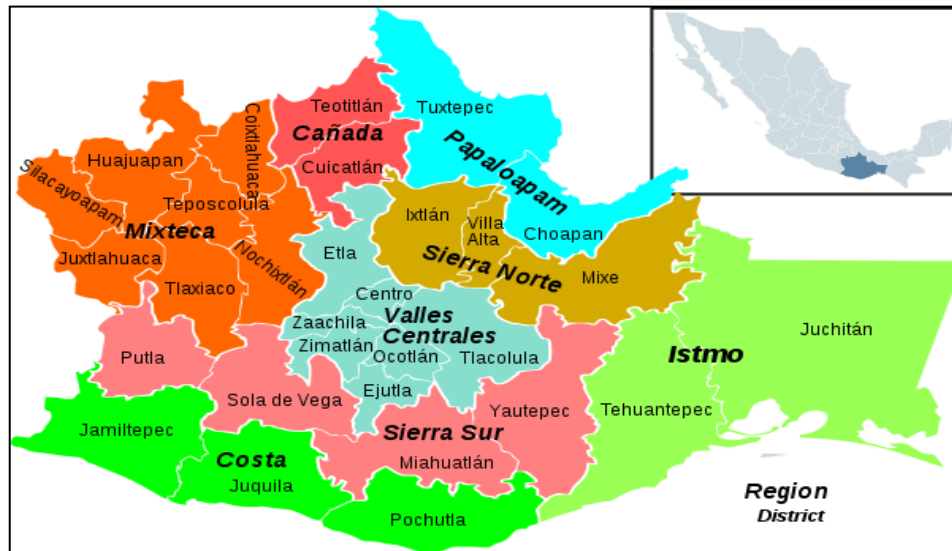 Teotitlán
Cañada
Cuicatlán
Tuxtepec
Papaloapam
Choapan
Coixtlahuaca
Huajuapan
Silacayoapam
Teposcolula
Mixteca
Juxtlahuaca
Nochixtlán
Tlaxiaco
Ixtlán
Villa
Alta
Sierra Norte
Mixe
Etla
Centro
Valles
Centrales
Zaachila
Zimatlán
Ocotlán
Tlacolula
Ejutla
Juchitán
Istmo
Tehuantepec
Putla
Sola de Vega
Yautepec
Sierra Sur
Miahuatlán
Jamiltepec
Costa
Juquila
Pochutla
Region
District